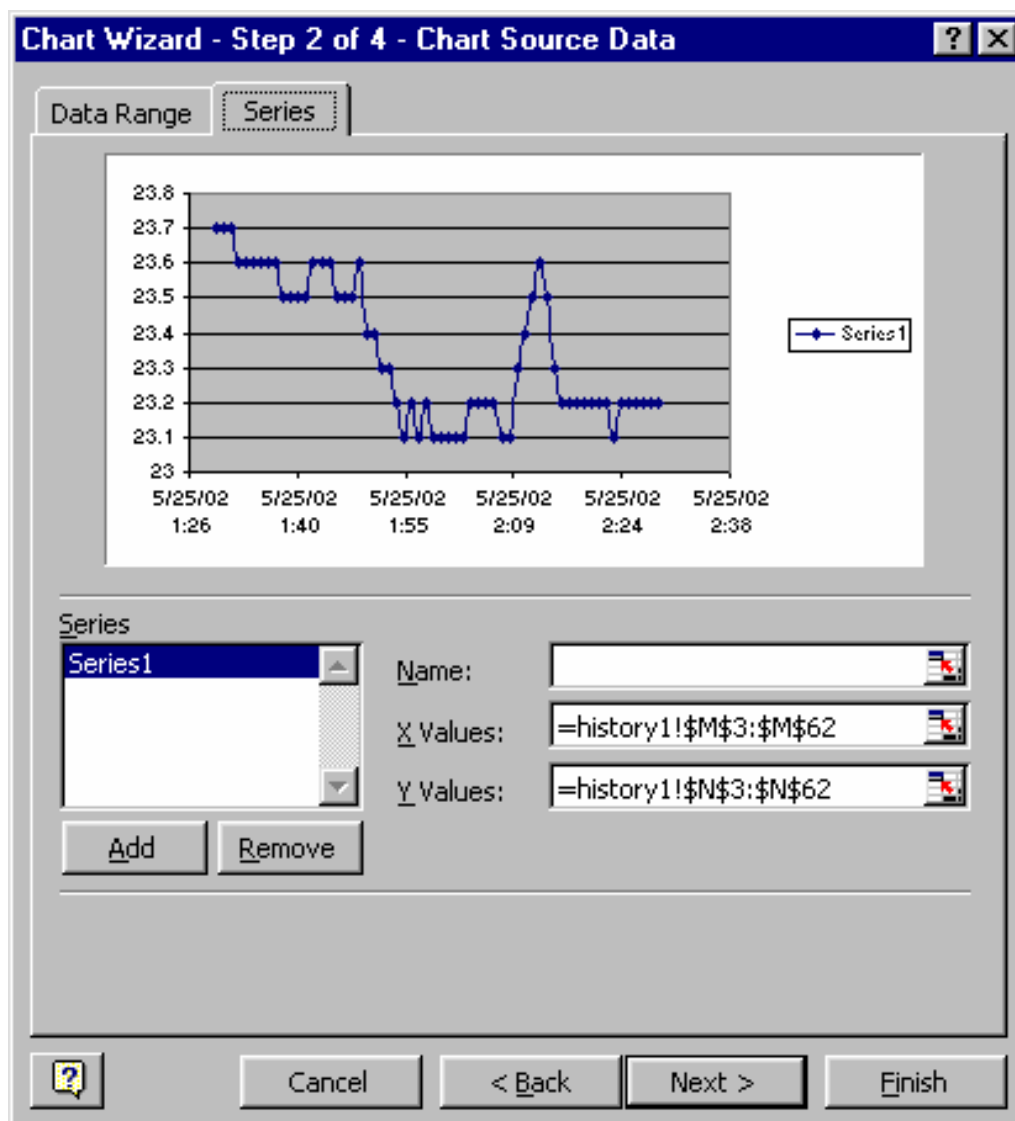 Chart Wizard - Step 2 of 4 - Chart Source Data
Data Range Series
23.8
23.7
23.6
23.5
23.4
23.3
23.2
23.1
23
5/25/02 5/25/02 5/25/02 5/25/02 5/25/02 5/25/02
1:26 1:40 1:55 2:09 2:24 2:38
Series1
Series
Series1
Name:
X Values: =history1!$M$3:$M$62
Y Values: =history1!$N$3:$N$62
Add Remove
? Cancel < Back Next > Finish